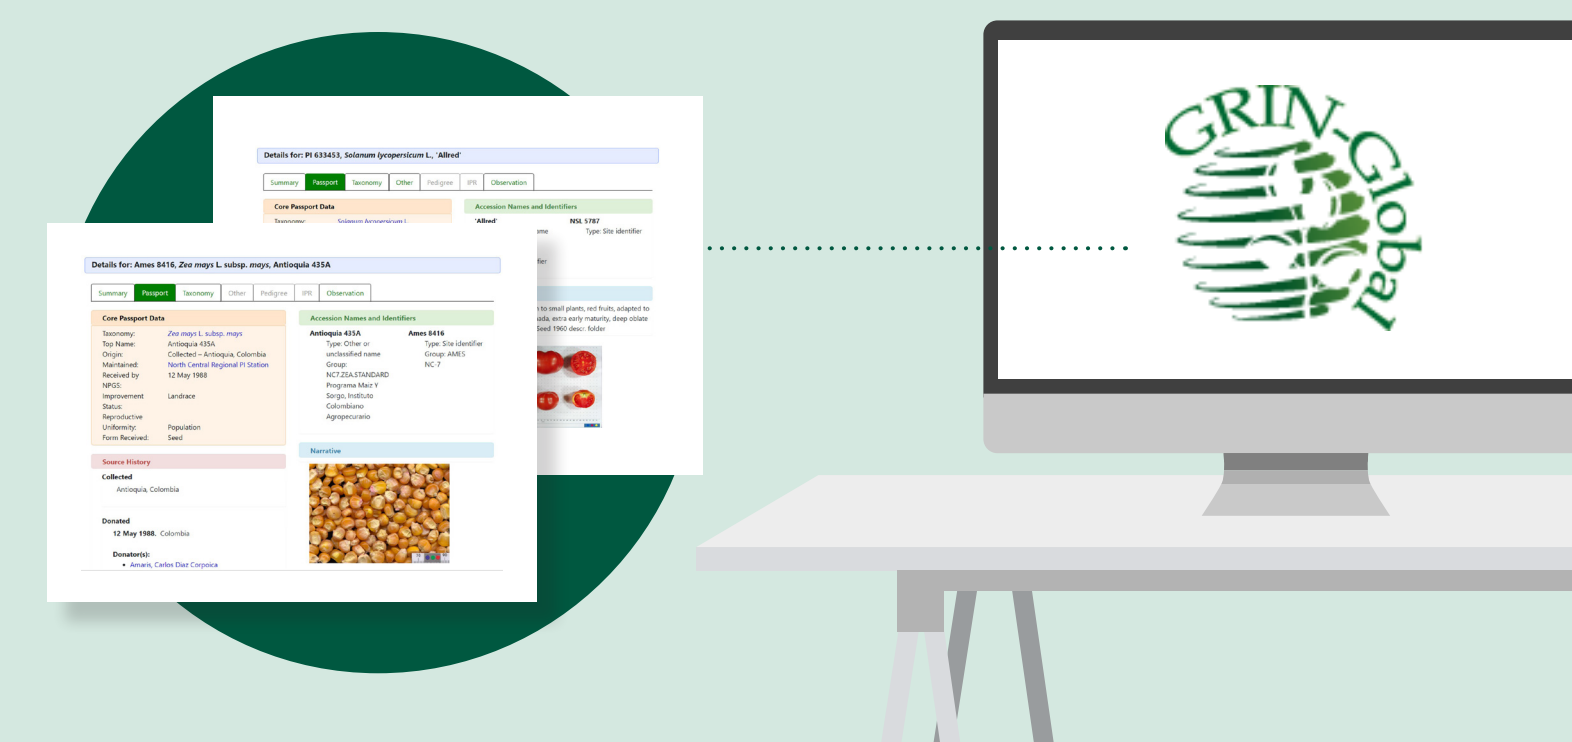 Details for: PI 633453, Solanum lycopersicum L., 'Allred'
Summary Passport Taxonomy Other Pedigree IPR Observation
Core Passport Data
Accession Names and Identifiers
Taxonomy: Solanum lycopersicum L.
'Allred' NSL 5787
Type: Site identifier
to small plants, red fruits, adapted to
extra early maturity, deep oblate
Seed 1960 descr. folder
Details for: Ames 8416, Zea mays L. subsp. mays, Antioquia 435A
Summary Passport Taxonomy Other Pedigree IPR Observation
Core Passport Data
Taxonomy: Zea mays L. subsp. mays
Top Name: Antioquia 435A
Origin: Collected – Antioquia, Colombia
Maintained: North Central Regional PI Station
Received by 12 May 1988
NPGS:
Improvement Landrace
Status:
Reproductive
Uniformity: Population
Form Received: Seed
Source History
Collected
Antioquia, Colombia
Donated
12 May 1988. Colombia
Donator(s):
• Amaris, Carlos Diaz Corpoica
Accession Names and Identifiers
Antioquia 435A
Type: Other or
unclassified name
Group:
NC7.ZEA.STANDARD
Programa Maiz Y
Sorgo, Instituto
Colombiano
Agropecurario
Ames 8416
Type: Site identifier
Group: AMES
NC-7
Narrative
GRIN-Global